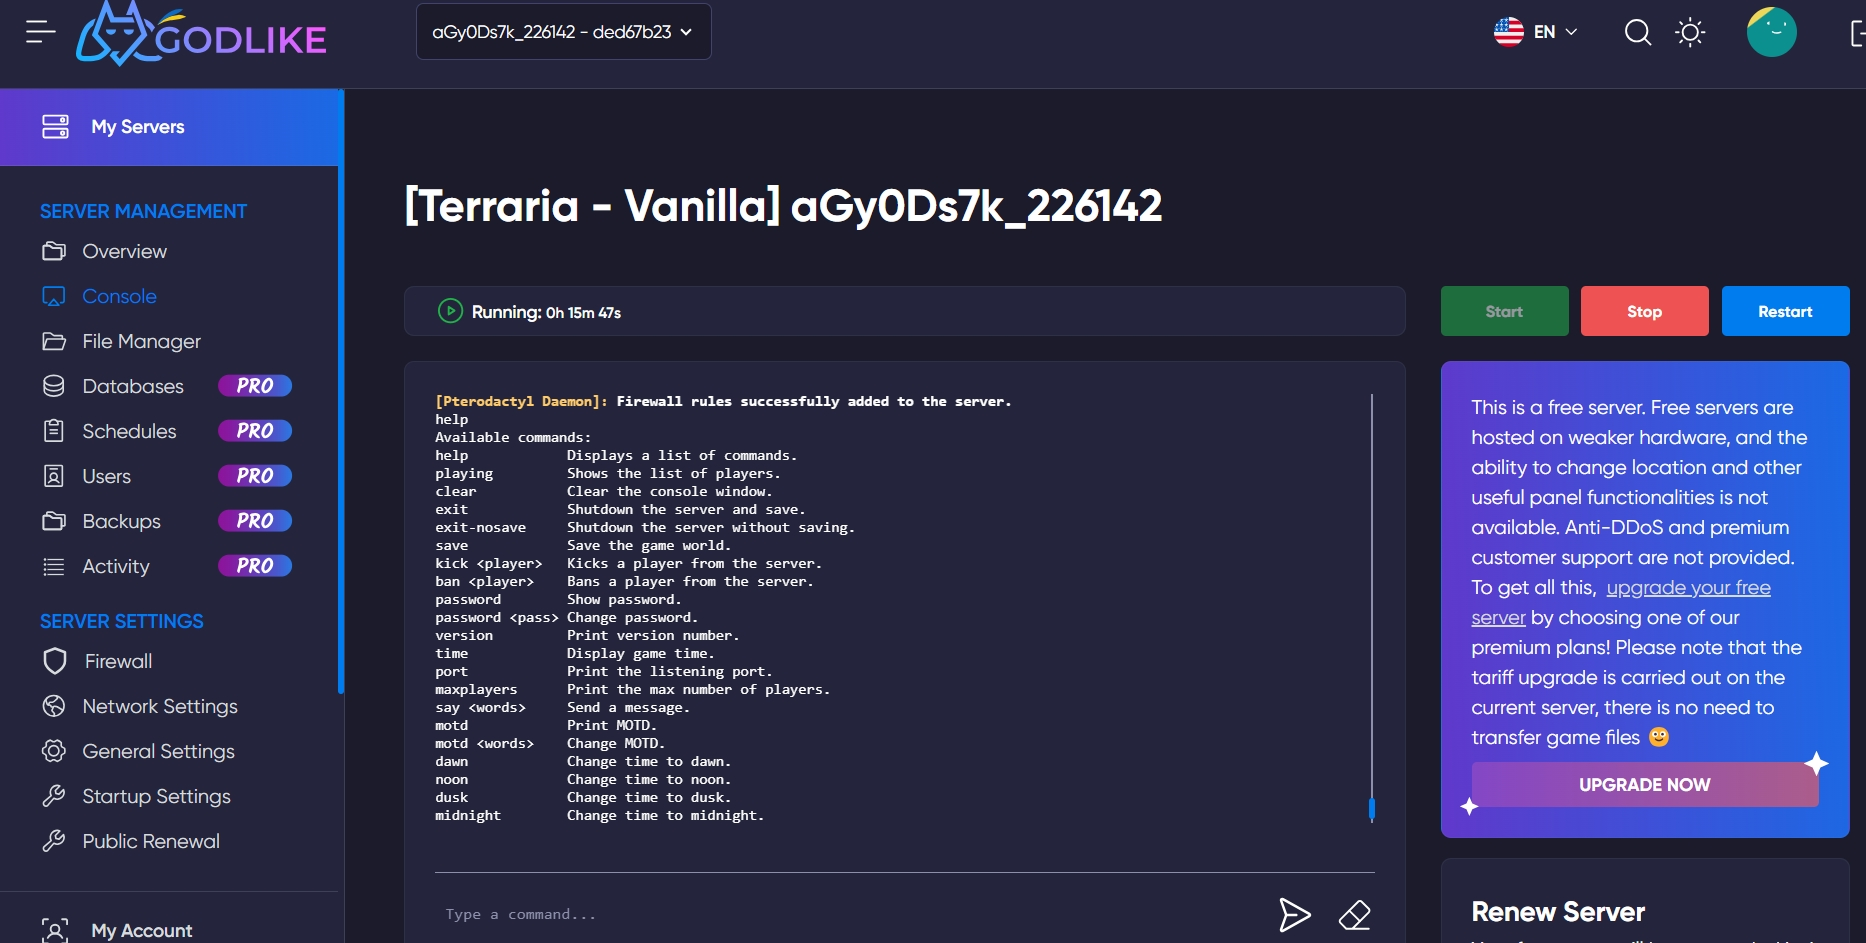 GODLIKE
aGy0Ds7k_226142 - ded67b23
EN
My Servers
SERVER MANAGEMENT
Overview
Console
File Manager
Databases PRO
Schedules PRO
Users PRO
Backups PRO
Activity PRO
SERVER SETTINGS
Firewall
Network Settings
General Settings
Startup Settings
Public Renewal
My Account
[Terraria - Vanilla] aGy0Ds7k_226142
Running: 0h 15m 47s
Start
Stop
Restart
[Pterodactyl Daemon]: Firewall rules successfully added to the server.
help
Available commands:
help Displays a list of commands.
playing Shows the list of players.
clear Clear the console window.
exit Shutdown the server and save.
exit-nosave Shutdown the server without saving.
save Save the game world.
kick <player> Kicks a player from the server.
ban <player> Bans a player from the server.
password Show password.
password <pass> Change password.
version Print version number.
time Display game time.
port Print the listening port.
maxplayers Print the max number of players.
say <words> Send a message.
motd Print MOTD.
motd <words> Change MOTD.
dawn Change time to dawn.
noon Change time to noon.
dusk Change time to dusk.
midnight Change time to midnight.
Type a command...
This is a free server. Free servers are
hosted on weaker hardware, and the
ability to change location and other
useful panel functionalities is not
available. Anti-DDoS and premium
customer support are not provided.
To get all this, upgrade your free
server by choosing one of our
premium plans! Please note that the
tariff upgrade is carried out on the
current server, there is no need to
transfer game files
UPGRADE NOW
Renew Server